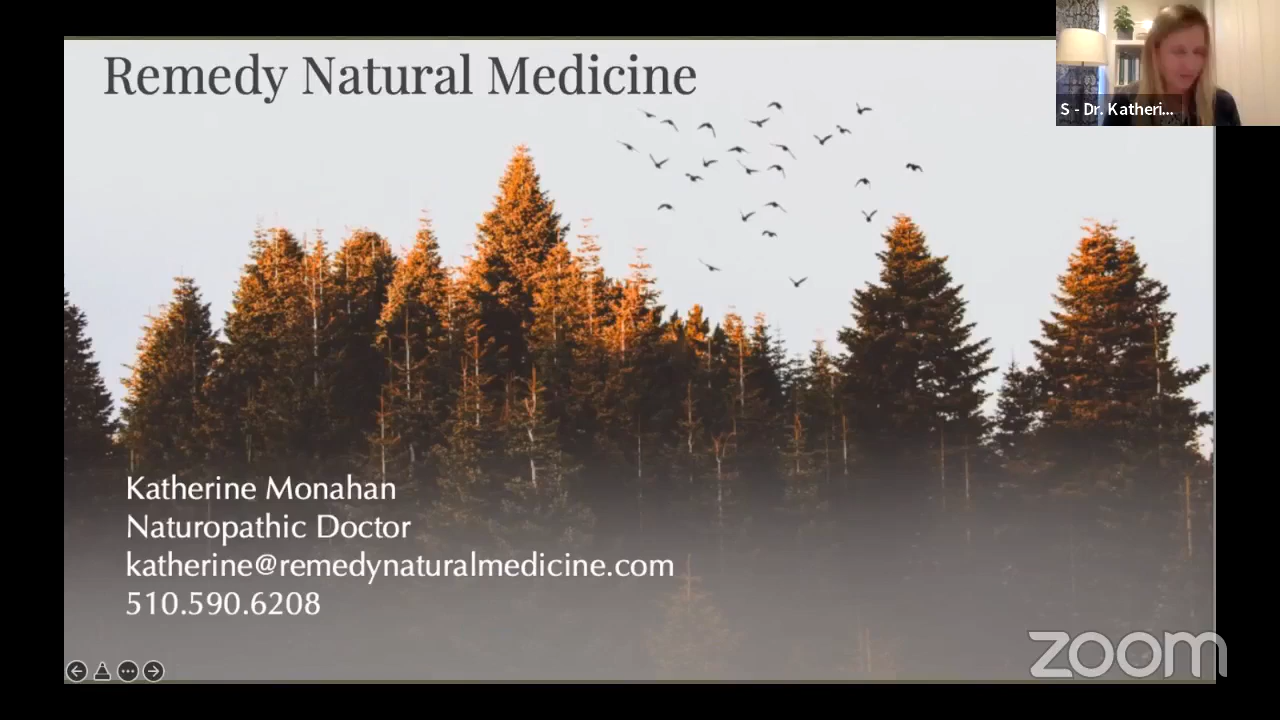 Remedy Natural Medicine
S - Dr. Katheri...
Katherine Monahan
Naturopathic Doctor
katherine@remedynaturalmedicine.com
510.590.6208
zoom